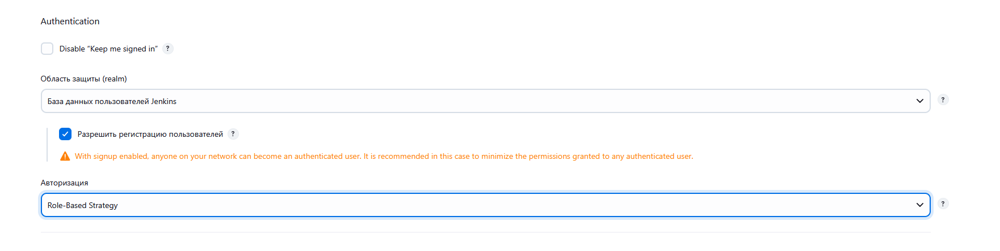 Authentication
Disable “Keep me signed in” ?
Область защиты (realm)
База данных пользователей Jenkins ?
Разрешить регистрацию пользователей ?
With signup enabled, anyone on your network can become an authenticated user. It is recommended in this case to minimize the permissions granted to any authenticated user.
Авторизация
Role-Based Strategy ?